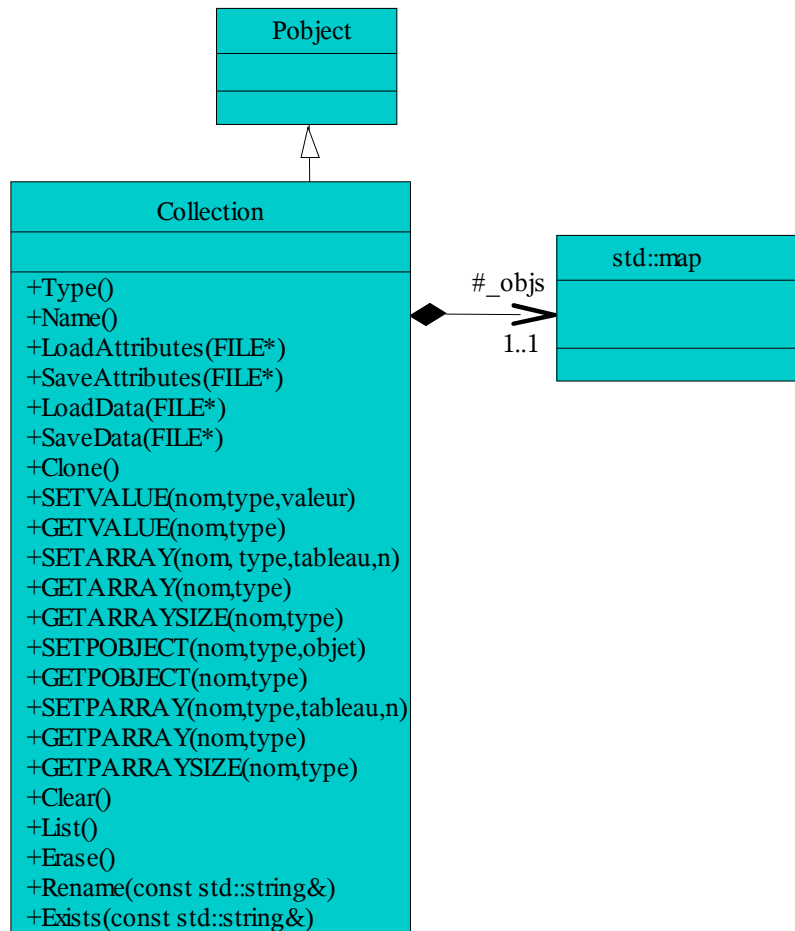 Pobject
Collection
+Type()
+Name()
+LoadAttributes(FILE*)
+SaveAttributes(FILE*)
+LoadData(FILE*)
+SaveData(FILE*)
+Clone()
+SETVALUE(nom,type,valeur)
+GETVALUE(nom,type)
+SETARRAY(nom, type,tableau,n)
+GETARRAY(nom,type)
+GETARRAYSIZE(nom,type)
+SETPOBJECT(nom,type,objet)
+GETPOBJECT(nom,type)
+SETPARRAY(nom,type,tableau,n)
+GETPARRAY(nom,type)
+GETPARRAYSIZE(nom,type)
+Clear()
+List()
+Erase()
+Rename(const std::string&)
+Exists(const std::string&)
#_objs
1..1
std::map